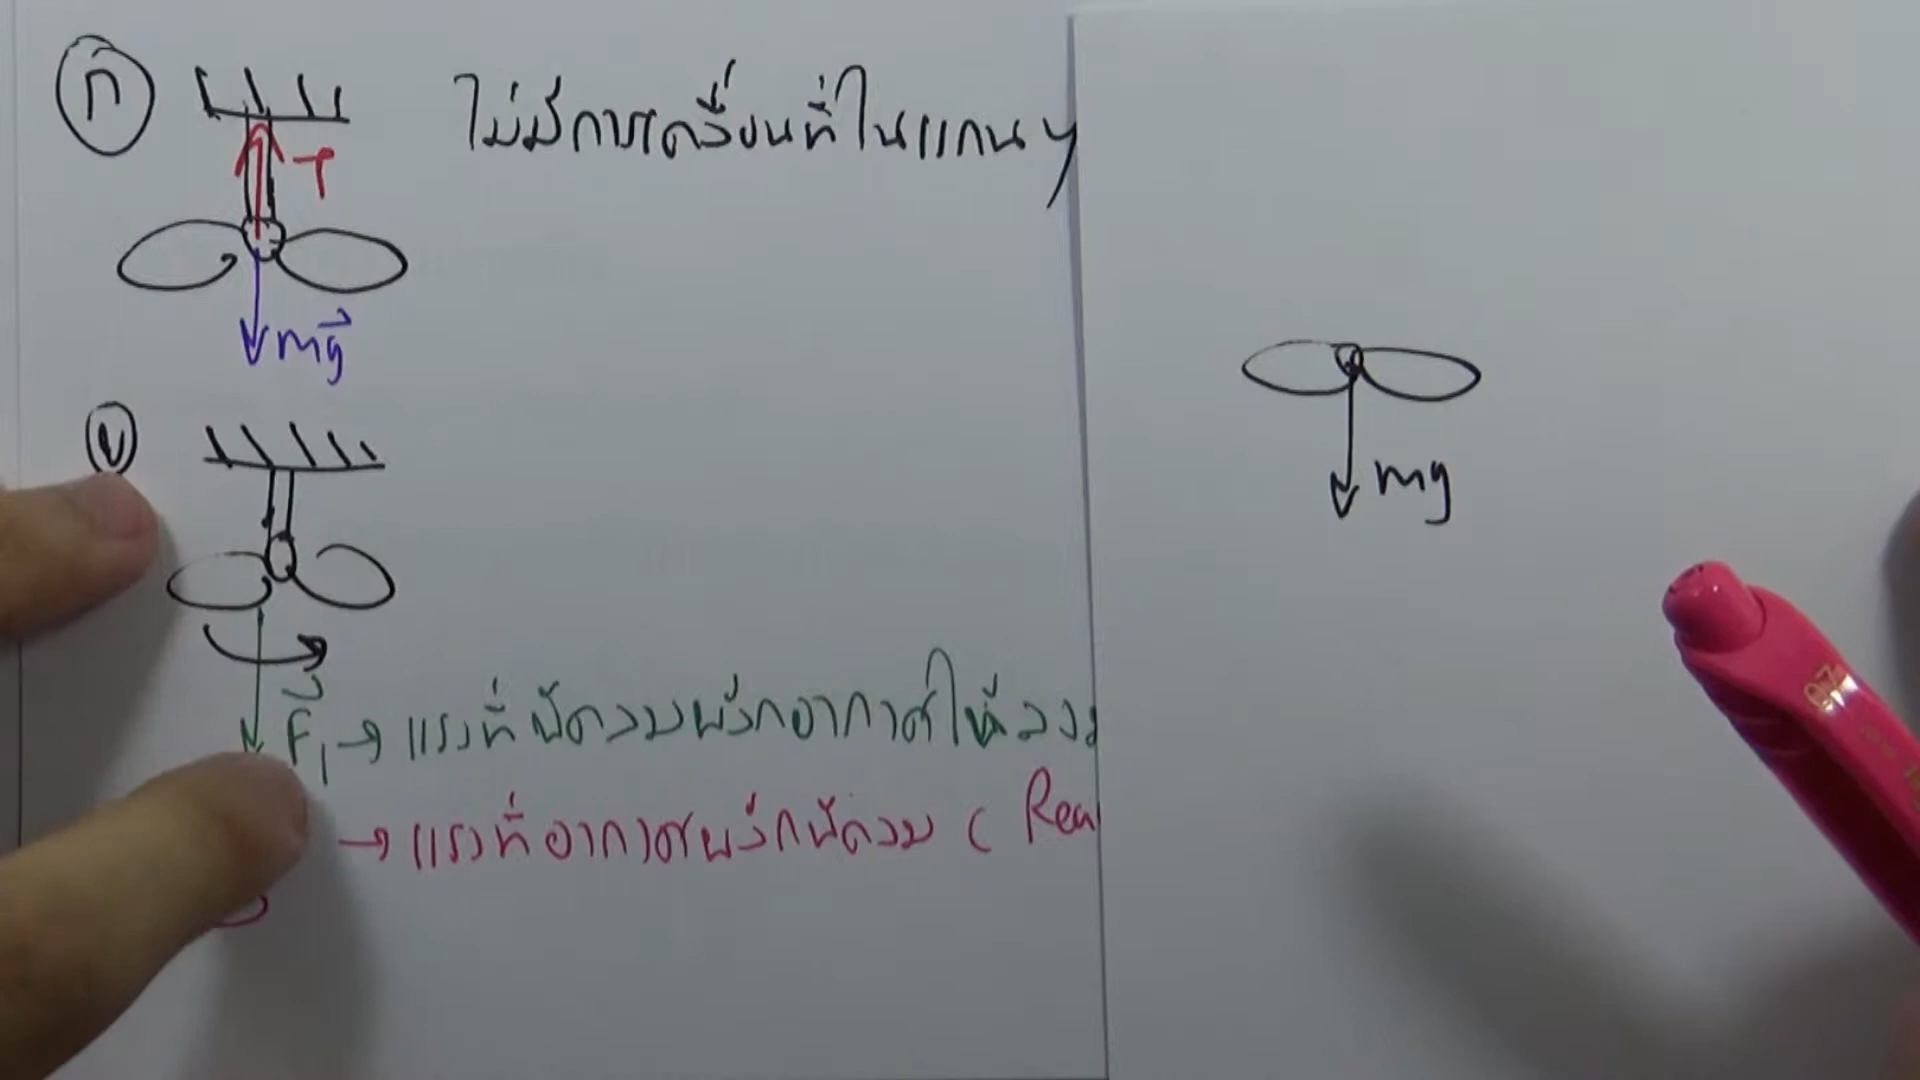 ก
ไม่มีการเคลื่อนที่ในแกน y
T
mg
ข
mg
F₁ → แรงที่พัดลมผลักอากาศให้ลง
→ แรงที่อากาศผลักพัดลม ( Rea